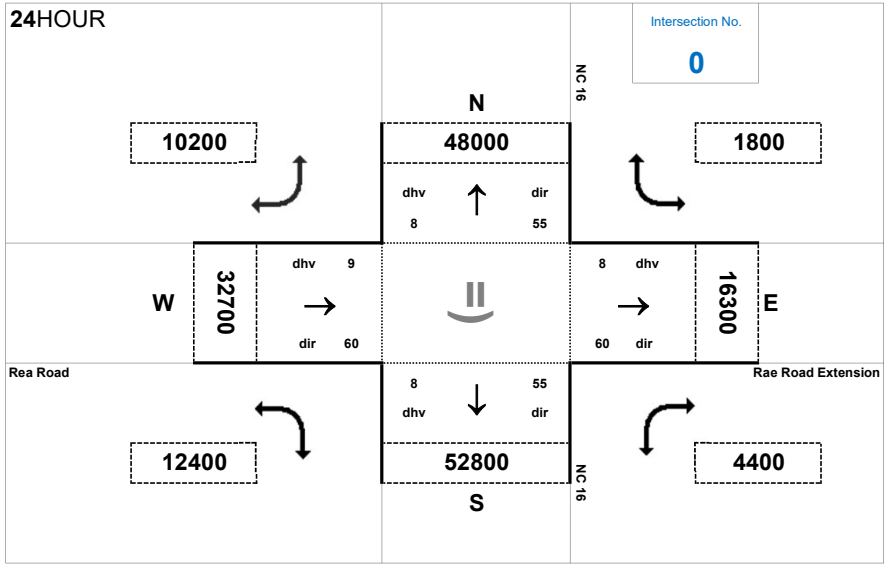 24HOUR
Intersection No.
0
NC 16
N
10200
48000
1800
dhv
dir
8
55
dhv 9
8 dhv
W
32700
16300
E
dir 60
60 dir
Rea Road
Rae Road Extension
8
55
dhv
dir
12400
52800
4400
NC 16
S